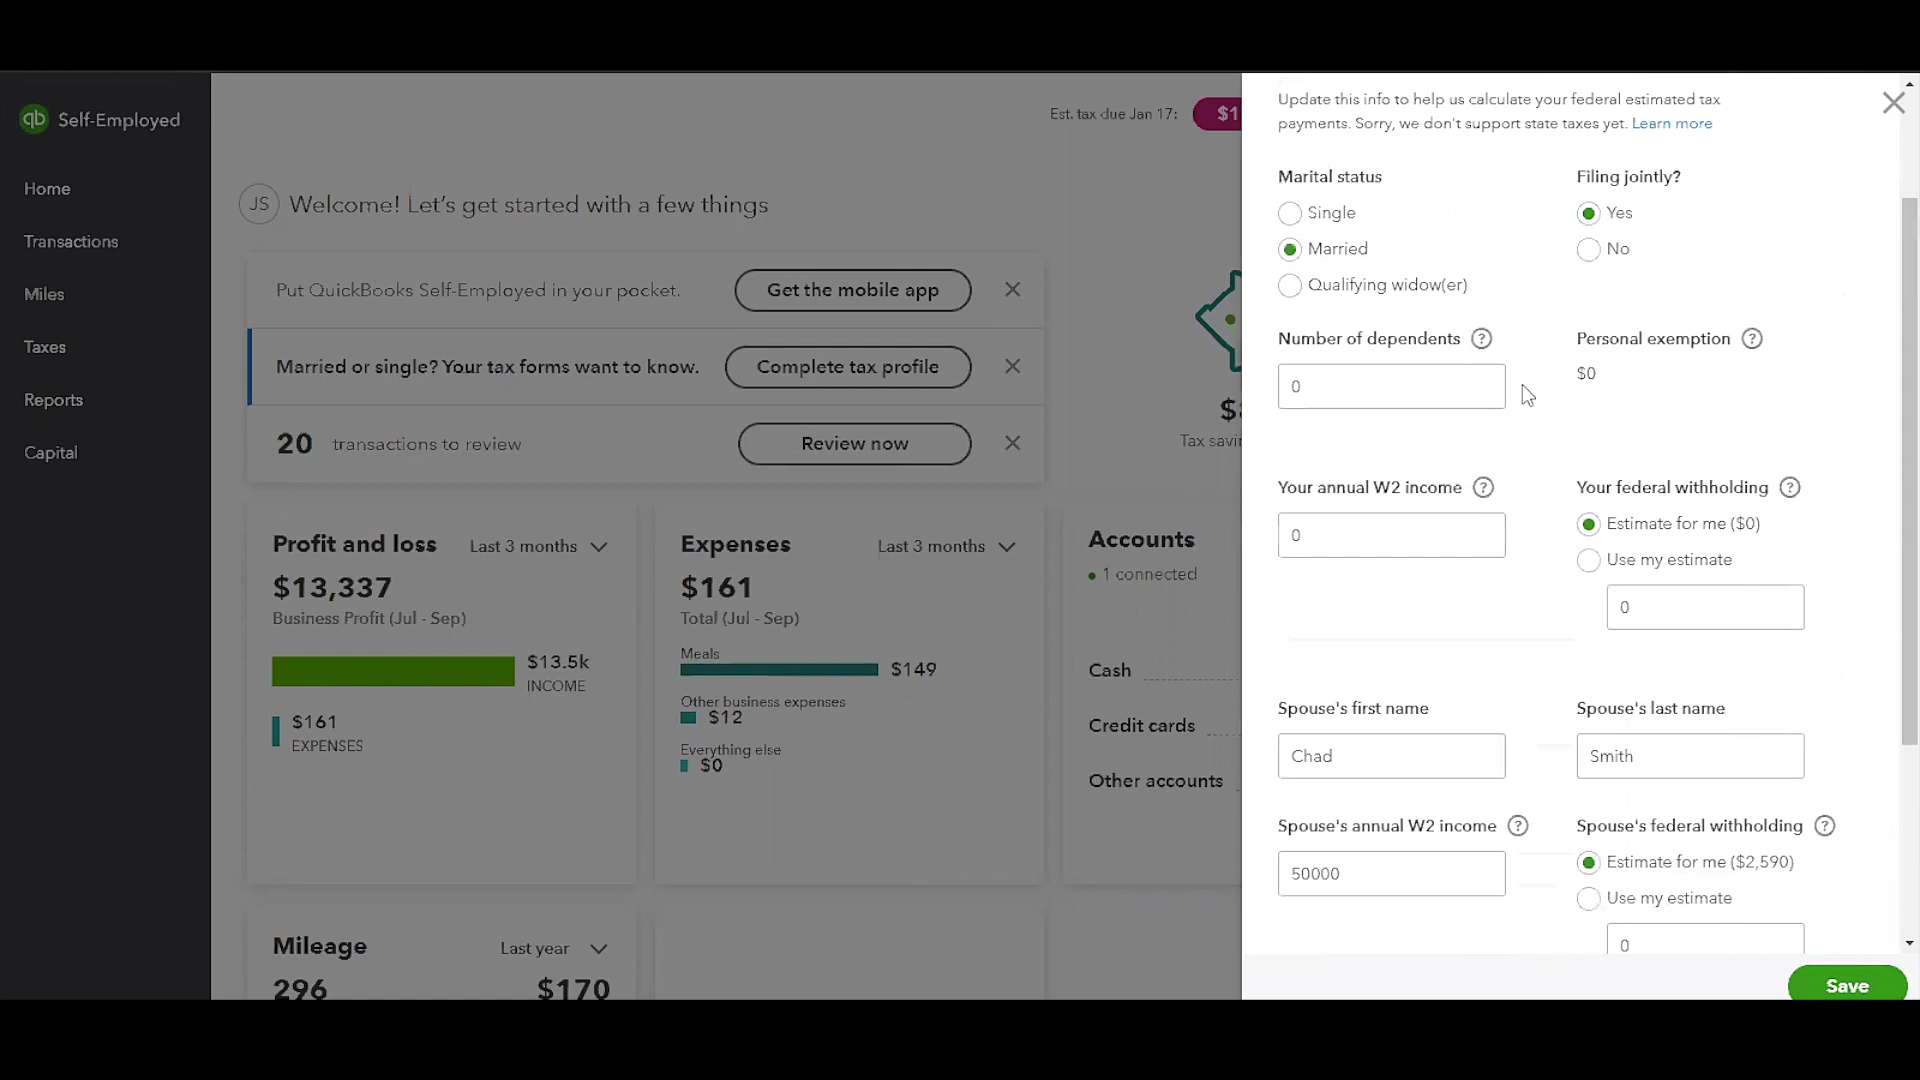 qb Self-Employed
Home
Transactions
Miles
Taxes
Reports
Capital
Est. tax due Jan 17: $1
JS Welcome! Let's get started with a few things
Put QuickBooks Self-Employed in your pocket. Get the mobile app
Married or single? Your tax forms want to know. Complete tax profile
20 transactions to review Review now
Profit and loss Last 3 months
$13,337
Business Profit (Jul - Sep)
$13.5k
INCOME
$161
EXPENSES
Expenses Last 3 months
$161
Total (Jul - Sep)
Meals
$149
Other business expenses
$12
Everything else
$0
Accounts
1 connected
Cash
Credit cards
Other accounts
Mileage Last year
296 $170
Update this info to help us calculate your federal estimated tax
payments. Sorry, we don't support state taxes yet. Learn more
Marital status
Single
Married
Qualifying widow(er)
Filing jointly?
Yes
No
Number of dependents ?
0
Personal exemption ?
$0
Your annual W2 income ?
0
Your federal withholding ?
Estimate for me ($0)
Use my estimate
0
Spouse's first name
Chad
Spouse's last name
Smith
Spouse's annual W2 income ?
50000
Spouse's federal withholding ?
Estimate for me ($2,590)
Use my estimate
0
Save